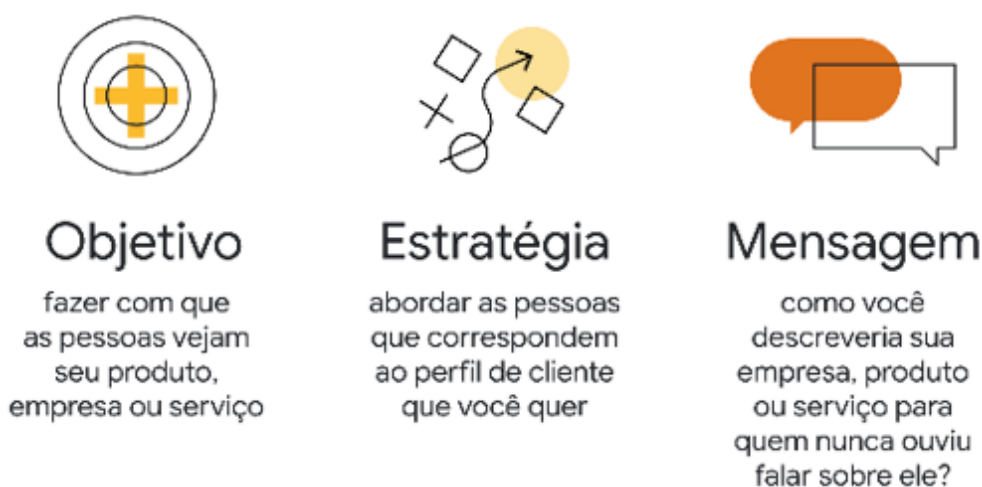 Objetivo
fazer com que
as pessoas vejam
seu produto,
empresa ou serviço
Estratégia
abordar as pessoas
que correspondem
ao perfil de cliente
que você quer
Mensagem
como você
descreveria sua
empresa, produto
ou serviço para
quem nunca ouviu
falar sobre ele?